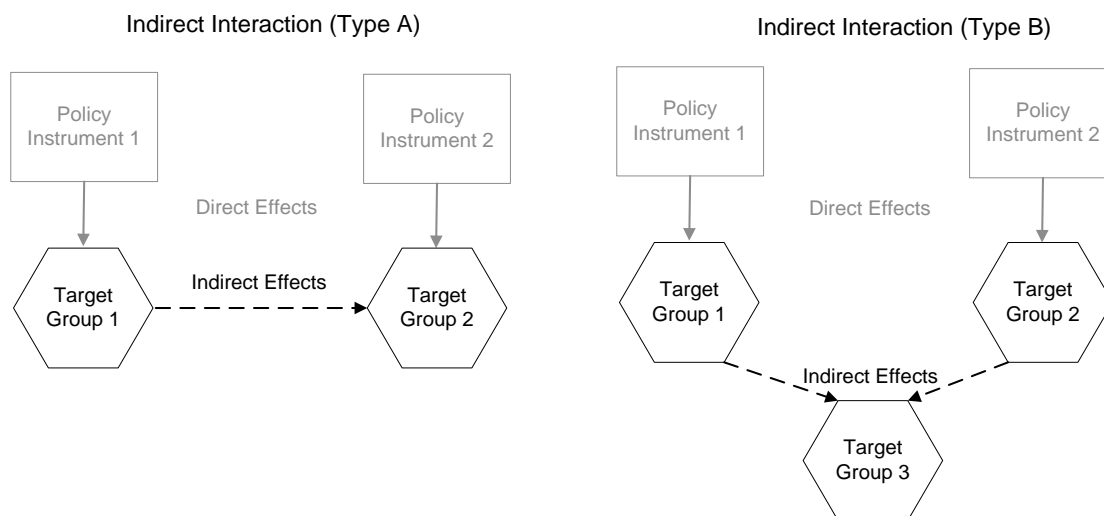 Indirect Interaction (Type A)
Policy
Instrument 1
Policy
Instrument 2
Direct Effects
Indirect Effects
Target
Group 1
Target
Group 2
Indirect Interaction (Type B)
Policy
Instrument 1
Policy
Instrument 2
Direct Effects
Target
Group 1
Target
Group 2
Indirect Effects
Target
Group 3